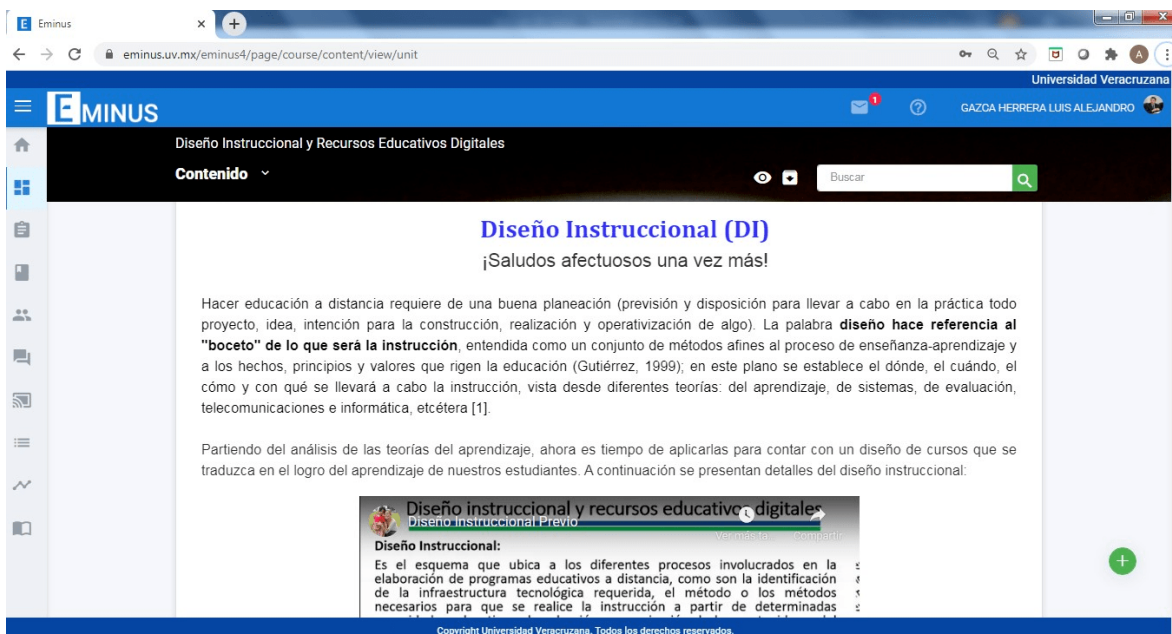 Eminus
eminus.uv.mx/eminus4/page/course/content/view/unit
A
Universidad Veracruzana
EMINUS
1
GAZCA HERRERA LUIS ALEJANDRO
Diseño Instruccional y Recursos Educativos Digitales
Contenido
Buscar
Diseño Instruccional (DI)
¡Saludos afectuosos una vez más!
Hacer educación a distancia requiere de una buena planeación (previsión y disposición para llevar a cabo en la práctica todo
proyecto, idea, intención para la construcción, realización y operativización de algo). La palabra diseño hace referencia al
"boceto" de lo que será la instrucción, entendida como un conjunto de métodos afines al proceso de enseñanza-aprendizaje y
a los hechos, principios y valores que rigen la educación (Gutiérrez, 1999); en este plano se establece el dónde, el cuándo, el
cómo y con qué se llevará a cabo la instrucción, vista desde diferentes teorías: del aprendizaje, de sistemas, de evaluación,
telecomunicaciones e informática, etcétera [1].
Partiendo del análisis de las teorías del aprendizaje, ahora es tiempo de aplicarlas para contar con un diseño de cursos que se
traduzca en el logro del aprendizaje de nuestros estudiantes. A continuación se presentan detalles del diseño instruccional:
Diseño instruccional y recursos educativos digitales
Diseño Instruccional Previo
Ver más ta... Compartir
Diseño Instruccional:
Es el esquema que ubica a los diferentes procesos involucrados en la
elaboración de programas educativos a distancia, como son la identificación
de la infraestructura tecnológica requerida, el método o los métodos
necesarios para que se realice la instrucción a partir de determinadas
Copyright Universidad Veracruzana. Todos los derechos reservados.